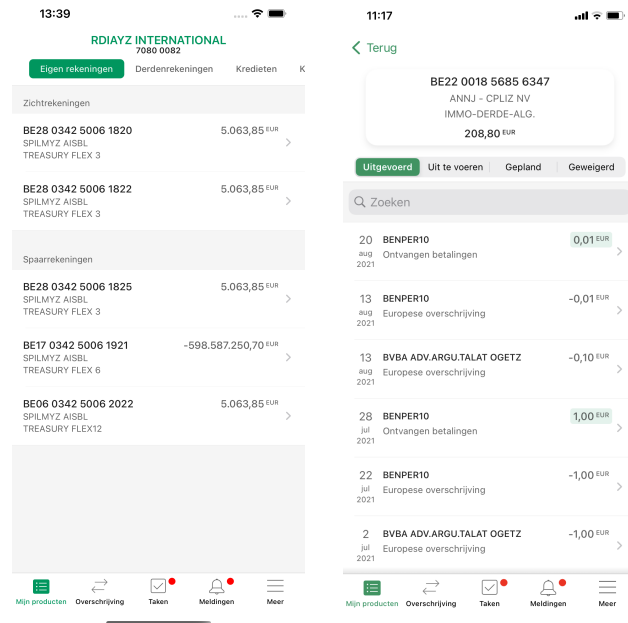 13:39
RDIAYZ INTERNATIONAL
7080 0082
Eigen rekeningen Derdenrekeningen Kredieten K
Zichtrekeningen
BE28 0342 5006 1820 5.063,85 EUR
SPILMYZ AISBL
TREASURY FLEX 3
BE28 0342 5006 1822 5.063,85 EUR
SPILMYZ AISBL
TREASURY FLEX 3
Spaarrekeningen
BE28 0342 5006 1825 5.063,85 EUR
SPILMYZ AISBL
TREASURY FLEX 3
BE17 0342 5006 1921 -598.587.250,70 EUR
SPILMYZ AISBL
TREASURY FLEX 6
BE06 0342 5006 2022 5.063,85 EUR
SPILMYZ AISBL
TREASURY FLEX12
Mijn producten Overschrijving Taken Meldingen Meer
11:17
Terug
BE22 0018 5685 6347
ANNJ - CPLIZ NV
IMMO-DERDE-ALG.
208,80 EUR
Uitgevoerd Uit te voeren Gepland Geweigerd
Zoeken
20 BENPER10 0,01 EUR
aug Ontvangen betalingen
2021
13 BENPER10 -0,01 EUR
aug Europese overschrijving
2021
13 BVBA ADV.ARGU.TALAT OGETZ -0,10 EUR
aug Europese overschrijving
2021
28 BENPER10 1,00 EUR
jul Ontvangen betalingen
2021
22 BENPER10 -1,00 EUR
jul Europese overschrijving
2021
2 BVBA ADV.ARGU.TALAT OGETZ -1,00 EUR
jul Europese overschrijving
2021
Mijn producten Overschrijving Taken Meldingen Meer